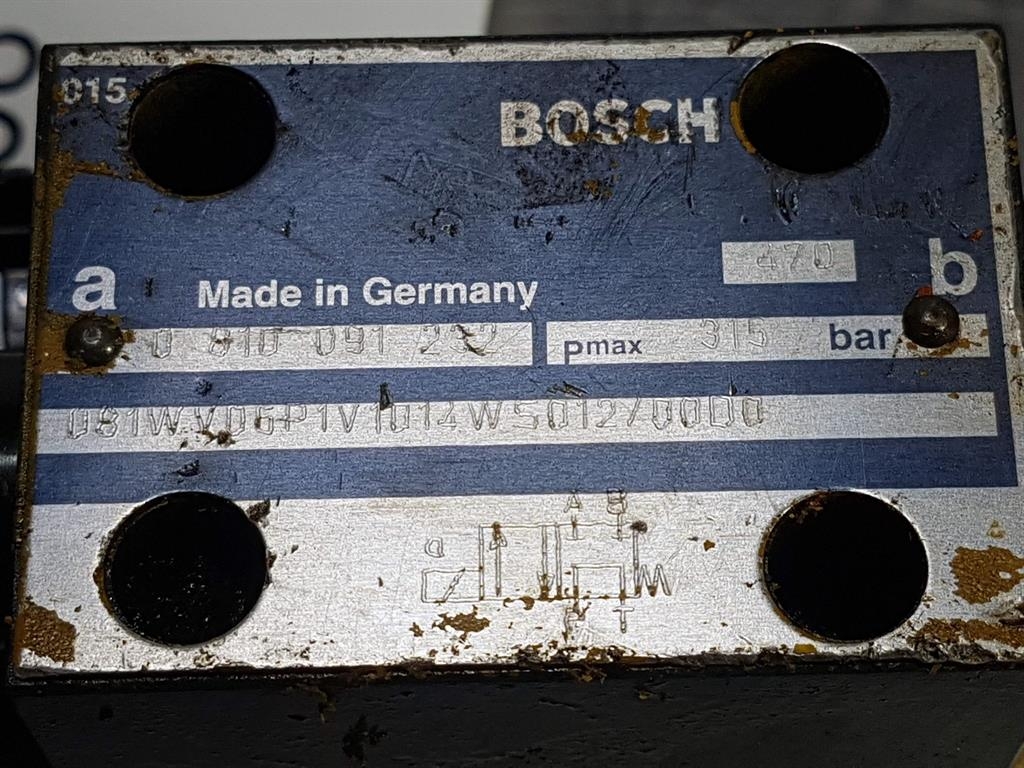 015
BOSCH
470
a
b
Made in Germany
0 810 091 232
pmax 315 bar
081WV06P1V1014WS012/00D0
a
A B
P T